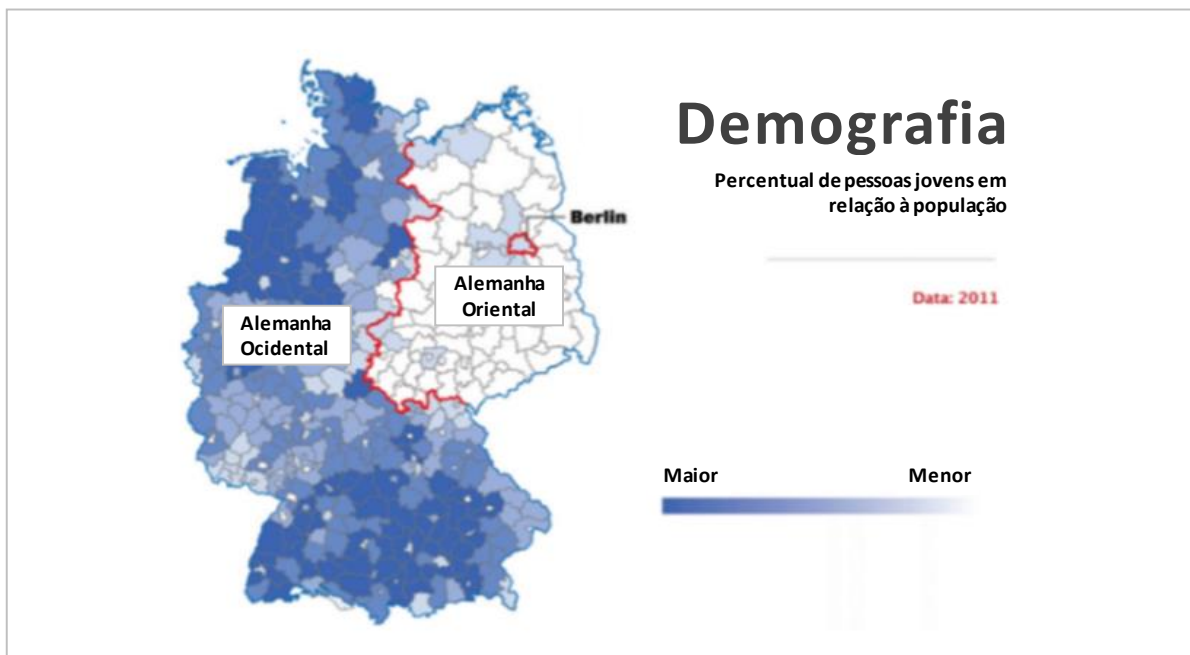 Demografia
Percentual de pessoas jovens em
relação à população
Berlin
Alemanha
Oriental
Data: 2011
Alemanha
Ocidental
Maior
Menor